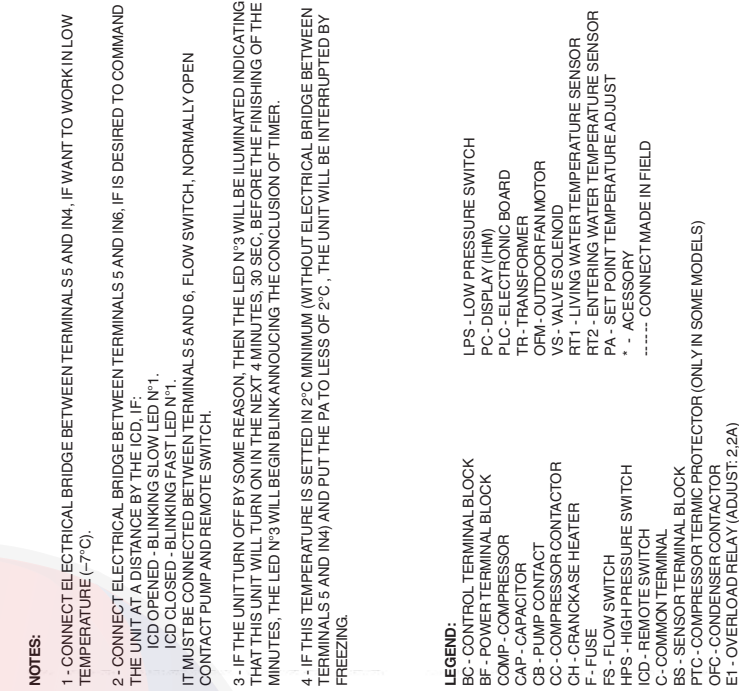 NOTES:
1 - CONNECT ELECTRICAL BRIDGE BETWEEN TERMINALS 5 AND IN4, IF WANT TO WORK IN LOW
TEMPERATURE (–7°C).
2 - CONNECT ELECTRICAL BRIDGE BETWEEN TERMINALS 5 AND IN6, IF IS DESIRED TO COMMAND
THE UNIT AT A DISTANCE BY THE ICD, IF:
ICD OPENED - BLINKING SLOW LED N°1.
ICD CLOSED - BLINKING FAST LED N°1.
IT MUST BE CONNECTED BETWEEN TERMINALS 5 AND 6, FLOW SWITCH, NORMALLY OPEN
CONTACT PUMP AND REMOTE SWITCH.
3 - IF THE UNIT TURN OFF BY SOME REASON, THEN THE LED N°3 WILL BE ILUMINATED INDICATING
THAT THIS UNIT WILL TURN ON IN THE NEXT 4 MINUTES, 30 SEC, BEFORE THE FINISHING OF THE
MINUTES, THE LED N°3 WILL BEGIN BLINK ANNOUCING THE CONCLUSION OF TIMER.
4 - IF THIS TEMPERATURE IS SETTED IN 2°C MINIMUM (WITHOUT ELECTRICAL BRIDGE BETWEEN
TERMINALS 5 AND IN4) AND PUT THE PA TO LESS OF 2°C , THE UNIT WILL BE INTERRUPTED BY
FREEZING.
LEGEND:
BC - CONTROL TERMINAL BLOCK
BF - POWER TERMINAL BLOCK
COMP - COMPRESSOR
CAP - CAPACITOR
CB - PUMP CONTACT
CC - COMPRESSOR CONTACTOR
CH - CRANCKASE HEATER
F - FUSE
FS - FLOW SWITCH
HPS - HIGH PRESSURE SWITCH
ICD - REMOTE SWITCH
C - COMMON TERMINAL
BS - SENSOR TERMINAL BLOCK
PTC - COMPRESSOR TERMIC PROTECTOR (ONLY IN SOME MODELS)
OFC - CONDENSER CONTACTOR
E1 - OVERLOAD RELAY (ADJUST: 2,2A)
LPS - LOW PRESSURE SWITCH
PC - DISPLAY (IHM)
PLC - ELECTRONIC BOARD
TR - TRANSFORMER
OFM - OUTDOOR FAN MOTOR
VS - VALVE SOLENOID
RT1 - LIVING WATER TEMPERATURE SENSOR
RT2 - ENTERING WATER TEMPERATURE SENSOR
PA - SET POINT TEMPERATURE ADJUST
* - ACESSORY
------ CONNECT MADE IN FIELD